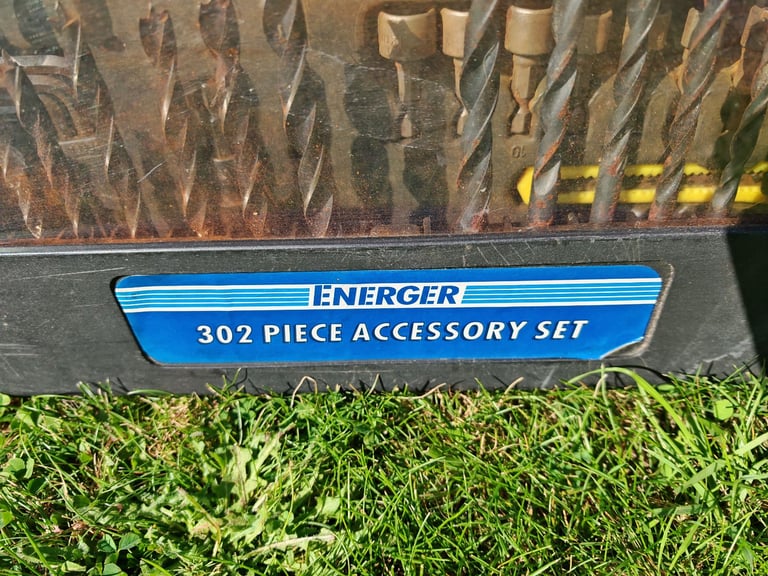 ENERGER
302 PIECE ACCESSORY SET